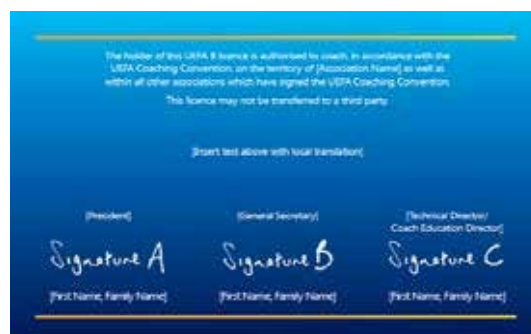 The holder of this UEFA B licence is authorised to coach, in accordance with the
UEFA Coaching Convention, on the territory of [Association Name] as well as
within all other associations which have signed the UEFA Coaching Convention.
This licence may not be transferred to a third party.
[Insert text above with local translation]
[President]
[General Secretary]
[Technical Director/
Coach Education Director]
Signature A
Signature B
Signature C
[First Name, Family Name]
[First Name, Family Name]
[First Name, Family Name]